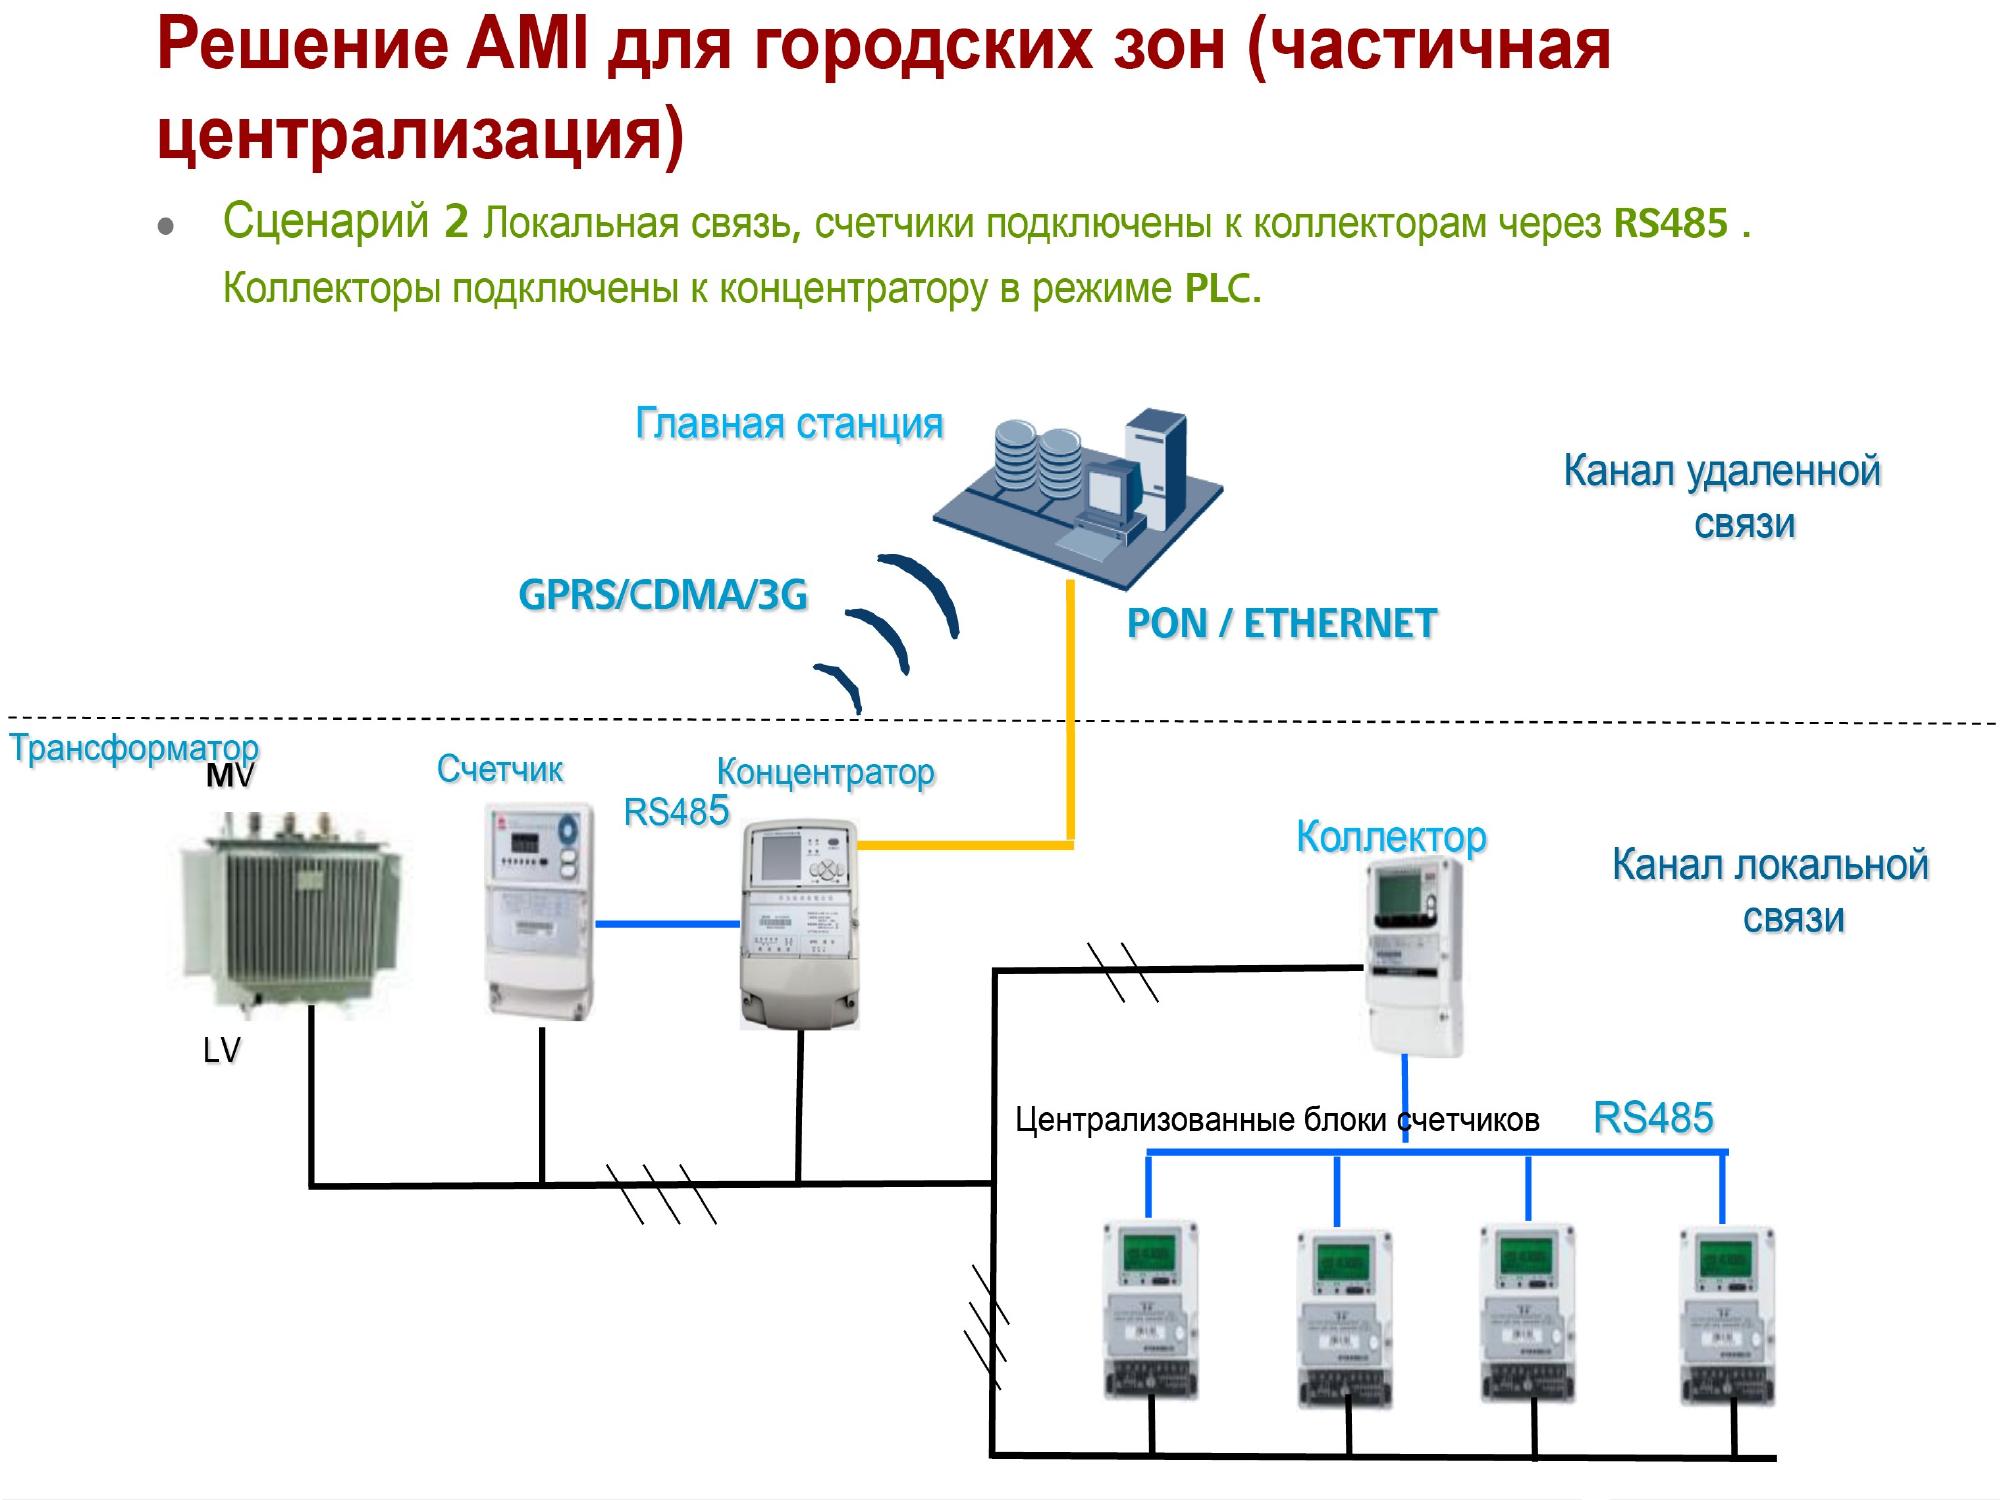 Решение AMI для городских зон (частичная
централизация)
• Сценарий 2 Локальная связь, счетчики подключены к коллекторам через RS485 .
Коллекторы подключены к концентратору в режиме PLC.
Главная станция
Канал удаленной
связи
GPRS/CDMA/3G
PON / ETHERNET
Трансформатор
MV
Счетчик
Концентратор
RS485
Коллектор
Канал локальной
связи
LV
Централизованные блоки счетчиков
RS485